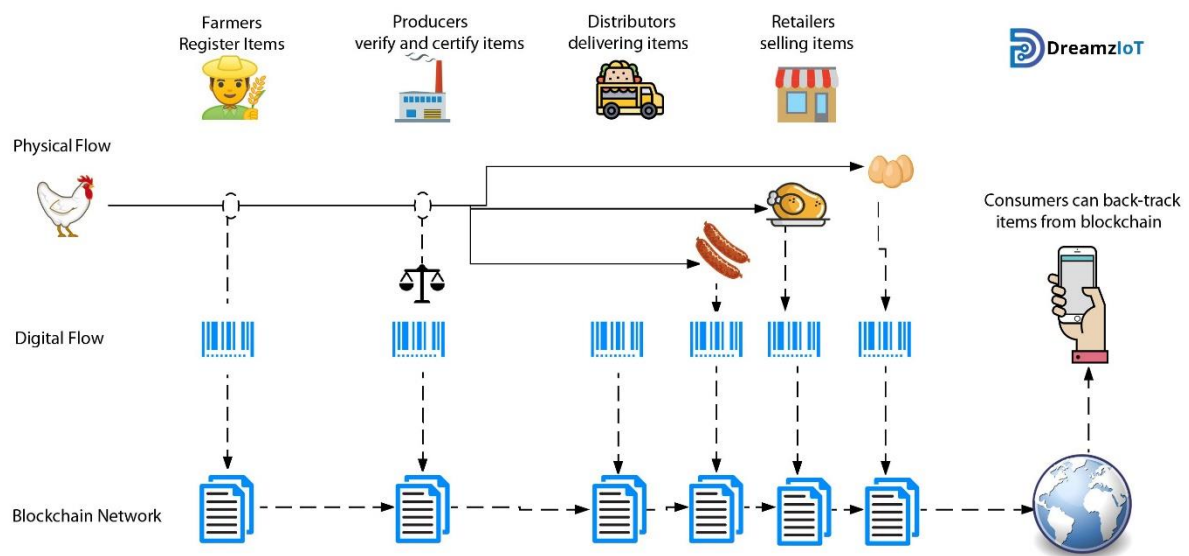 Farmers
Register Items
Producers
verify and certify items
Distributors
delivering items
Retailers
selling items
DreamzIoT
Physical Flow
Consumers can back-track
items from blockchain
Digital Flow
Blockchain Network